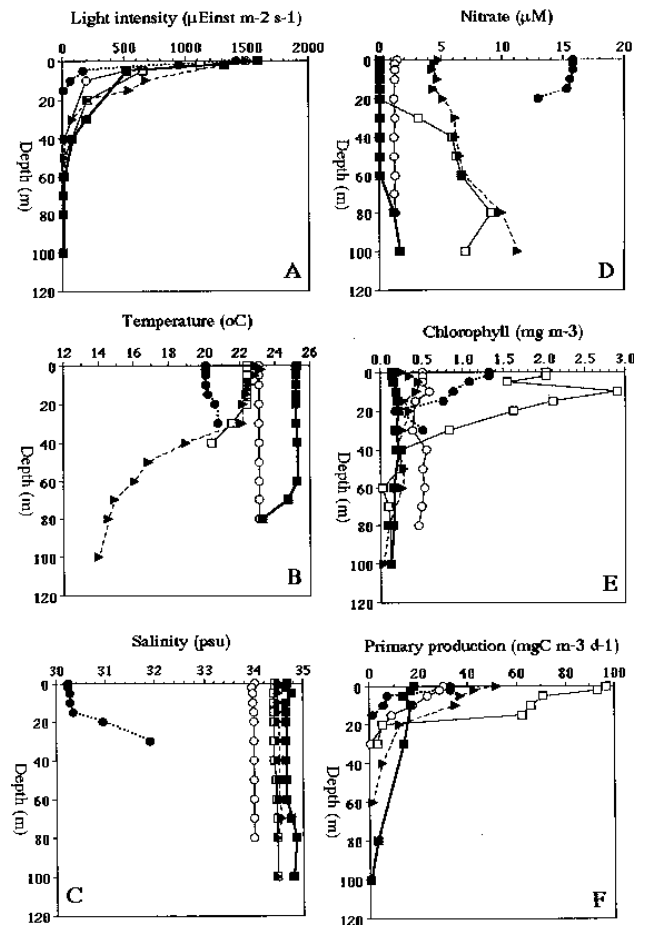 Light intensity (µEinst m-2 s-1)
0 500 1000 1500 2000
0
20
40
60
80
100
120
Depth (m)
A
Nitrate (µM)
0 5 10 15 20
0
20
40
60
80
100
120
Depth (m)
D
Temperature (oC)
12 14 16 18 20 22 24 26
0
20
40
60
80
100
120
Depth (m)
B
Chlorophyll (mg m-3)
0.0 0.5 1.0 1.5 2.0 2.5 3.0
0
20
40
60
80
100
120
Depth (m)
E
Salinity (psu)
30 31 32 33 34 35
0
20
40
60
80
100
120
Depth (m)
C
Primary production (mgC m-3 d-1)
0 20 40 60 80 100
0
20
40
60
80
100
120
Depth (m)
F